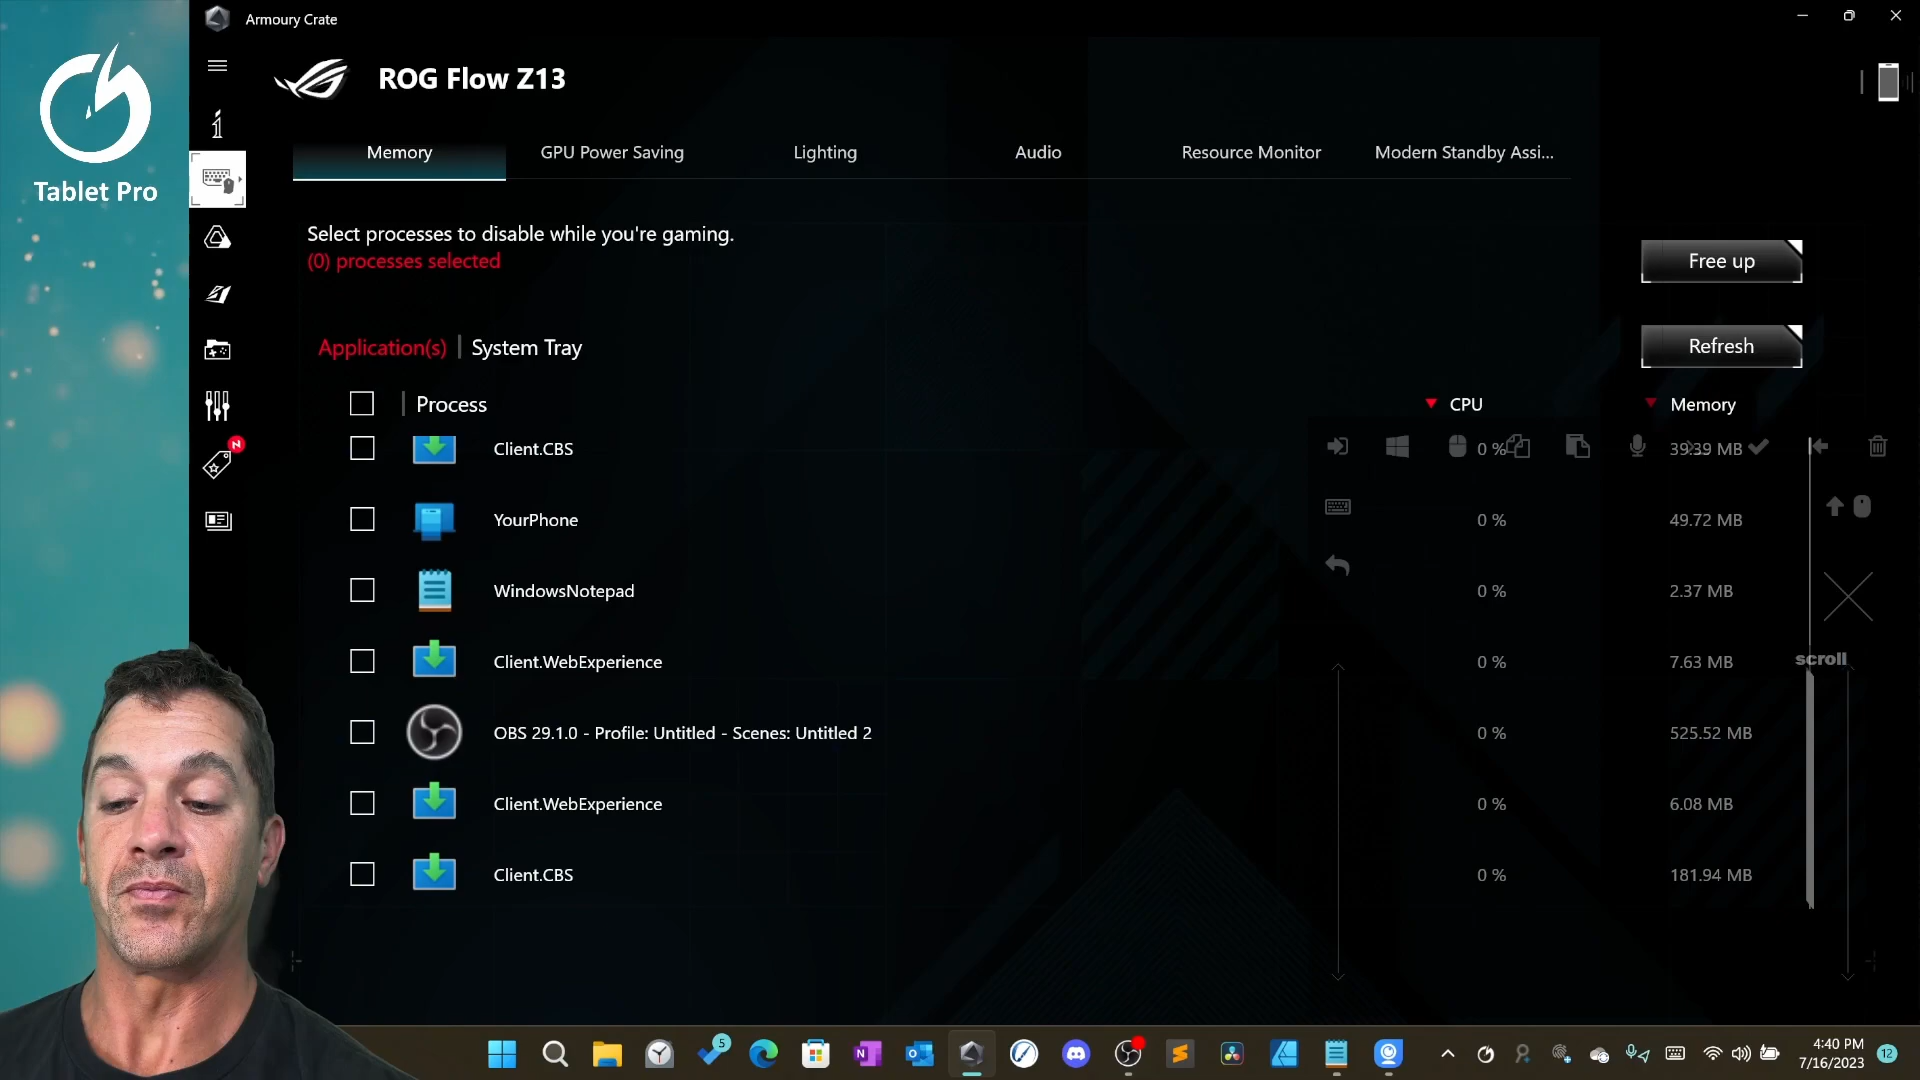 Armoury Crate
Tablet Pro
ROG Flow Z13
Memory
GPU Power Saving
Lighting
Audio
Resource Monitor
Modern Standby Assi...
Select processes to disable while you're gaming.
(0) processes selected
Free up
Refresh
Application(s) | System Tray
Process
CPU
Memory
N
Client.CBS
0 %
39.39 MB
YourPhone
0 %
49.72 MB
WindowsNotepad
0 %
2.37 MB
Client.WebExperience
0 %
7.63 MB
scroll
OBS 29.1.0 - Profile: Untitled - Scenes: Untitled 2
0 %
525.52 MB
Client.WebExperience
0 %
6.08 MB
Client.CBS
0 %
181.94 MB
5
4:40 PM
7/16/2023
12